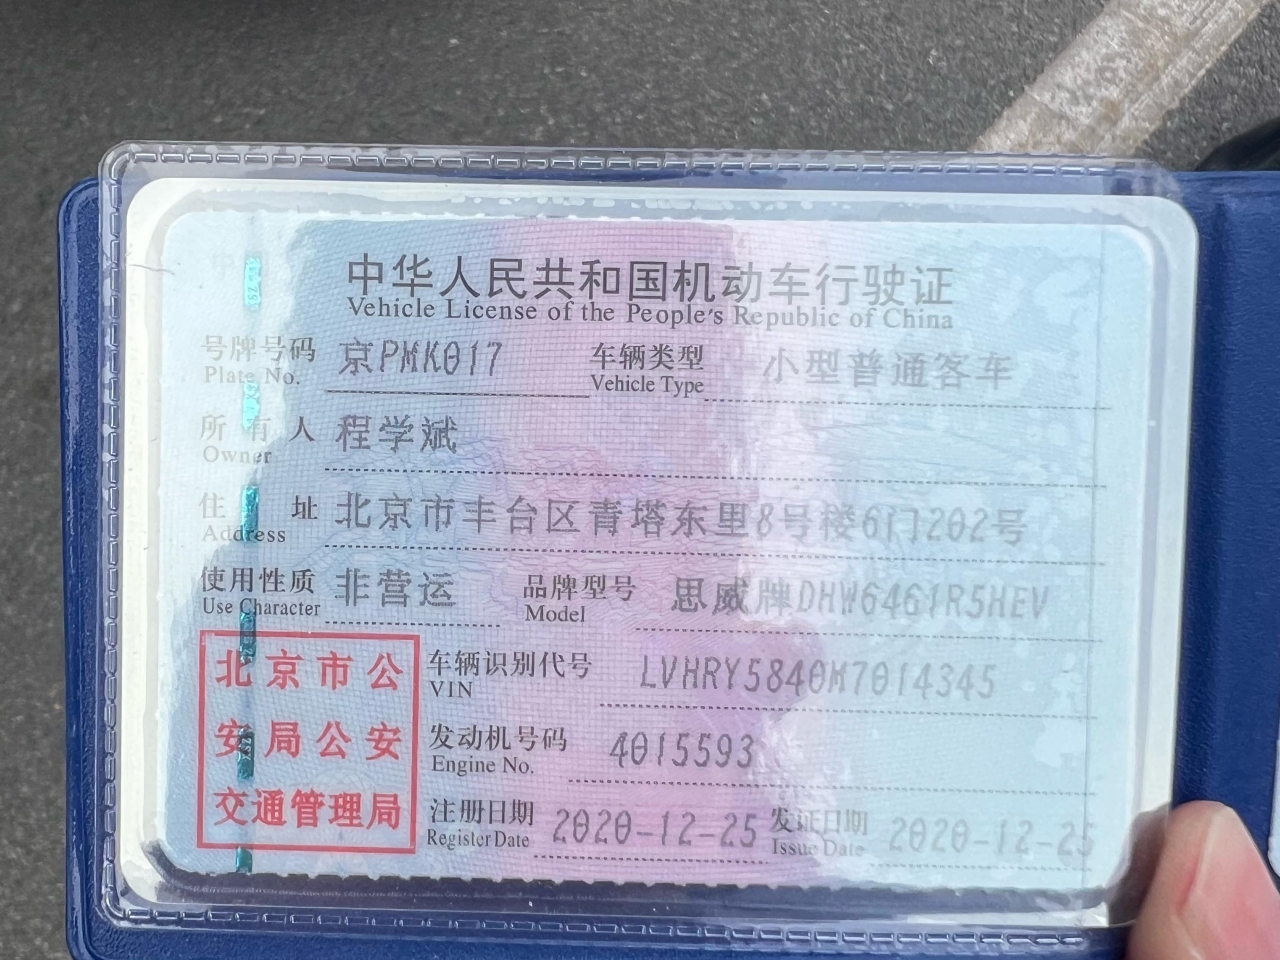 中华人民共和国机动车行驶证
Vehicle License of the People's Republic of China
号牌号码 京PMK017 车辆类型 小型普通客车
Plate No. Vehicle Type
所有人 程学斌
Owner
住址 北京市丰台区青塔东里8号楼6门202号
Address
使用性质 非营运 品牌型号 思威牌DHW6461R5HEV
Use Character Model
北京市公
安局公安
交通管理局
车辆识别代号 LVHRY5840M7014345
VIN
发动机号码 4015593
Engine No.
注册日期 2020-12-25 发证日期 2020-12-25
Register Date Issue Date